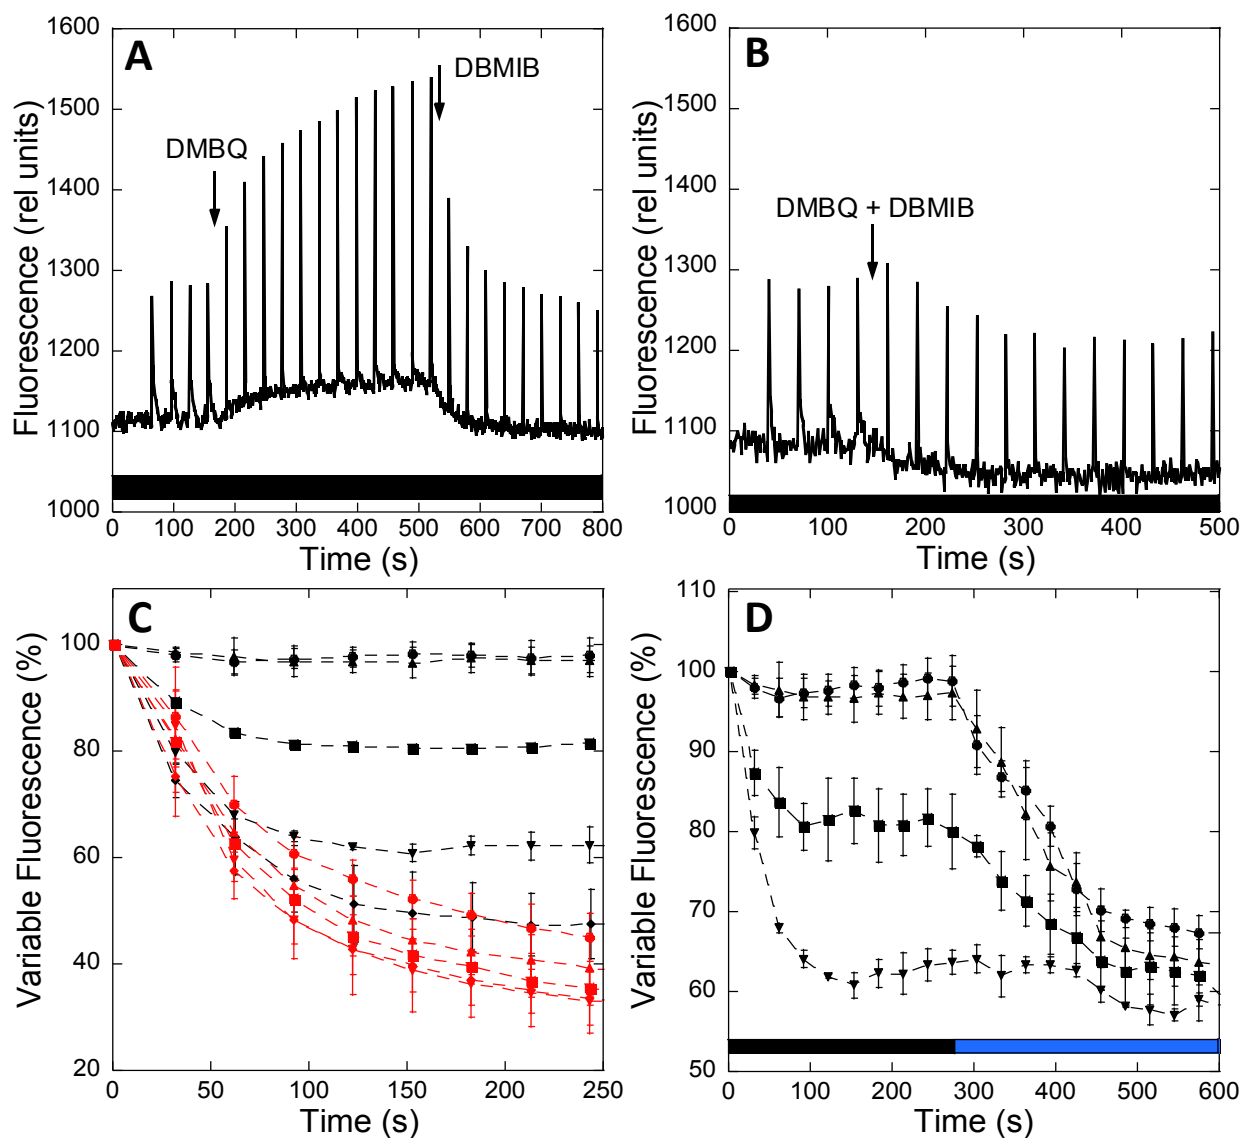 A
B
C
D
DMBQ
DBMIB
DMBQ + DBMIB
Fluorescence (rel units)
1600
1500
1400
1300
1200
1100
1000
0 100 200 300 400 500 600 700 800
Time (s)
Fluorescence (rel units)
1600
1500
1400
1300
1200
1100
1000
0 100 200 300 400 500
Time (s)
Variable Fluorescence (%)
100
80
60
40
20
0 50 100 150 200 250
Time (s)
Variable Fluorescence (%)
110
100
90
80
70
60
50
0 100 200 300 400 500 600
Time (s)